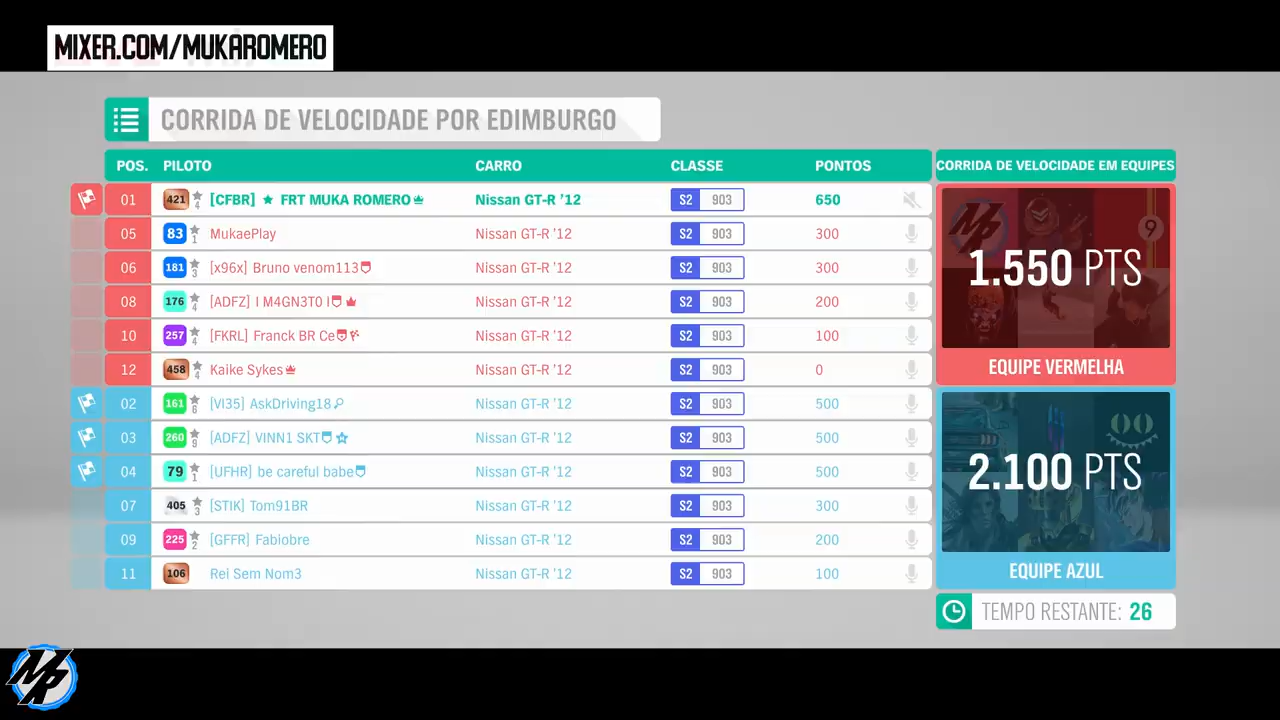 MIXER.COM/MUKAROMERO
CORRIDA DE VELOCIDADE POR EDIMBURGO
POS. PILOTO CARRO CLASSE PONTOS
01 421 4 [CFBR] ★ FRT MUKA ROMERO Nissan GT-R '12 S2 903 650
05 83 1 MukaePlay Nissan GT-R '12 S2 903 300
06 181 3 [x96x] Bruno venom113 Nissan GT-R '12 S2 903 300
08 176 4 [ADFZ] I M4GN3T0 I Nissan GT-R '12 S2 903 200
10 257 4 [FKRL] Franck BR Ce Nissan GT-R '12 S2 903 100
12 458 4 Kaike Sykes Nissan GT-R '12 S2 903 0
02 161 6 [VI35] AskDriving18 Nissan GT-R '12 S2 903 500
03 260 9 [ADFZ] VINN1 SKT Nissan GT-R '12 S2 903 500
04 79 1 [UFHR] be careful babe Nissan GT-R '12 S2 903 500
07 405 3 [STIK] Tom91BR Nissan GT-R '12 S2 903 300
09 225 2 [GFFR] Fabiobre Nissan GT-R '12 S2 903 200
11 106 Rei Sem Nom3 Nissan GT-R '12 S2 903 100
CORRIDA DE VELOCIDADE EM EQUIPES
9
1.550 PTS
EQUIPE VERMELHA
2.100 PTS
EQUIPE AZUL
TEMPO RESTANTE: 26